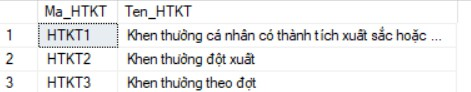 Ma_HTKT Ten_HTKT
1 HTKT1 Khen thưởng cá nhân có thành tích xuất sắc hoặc ...
2 HTKT2 Khen thưởng đột xuất
3 HTKT3 Khen thưởng theo đợt